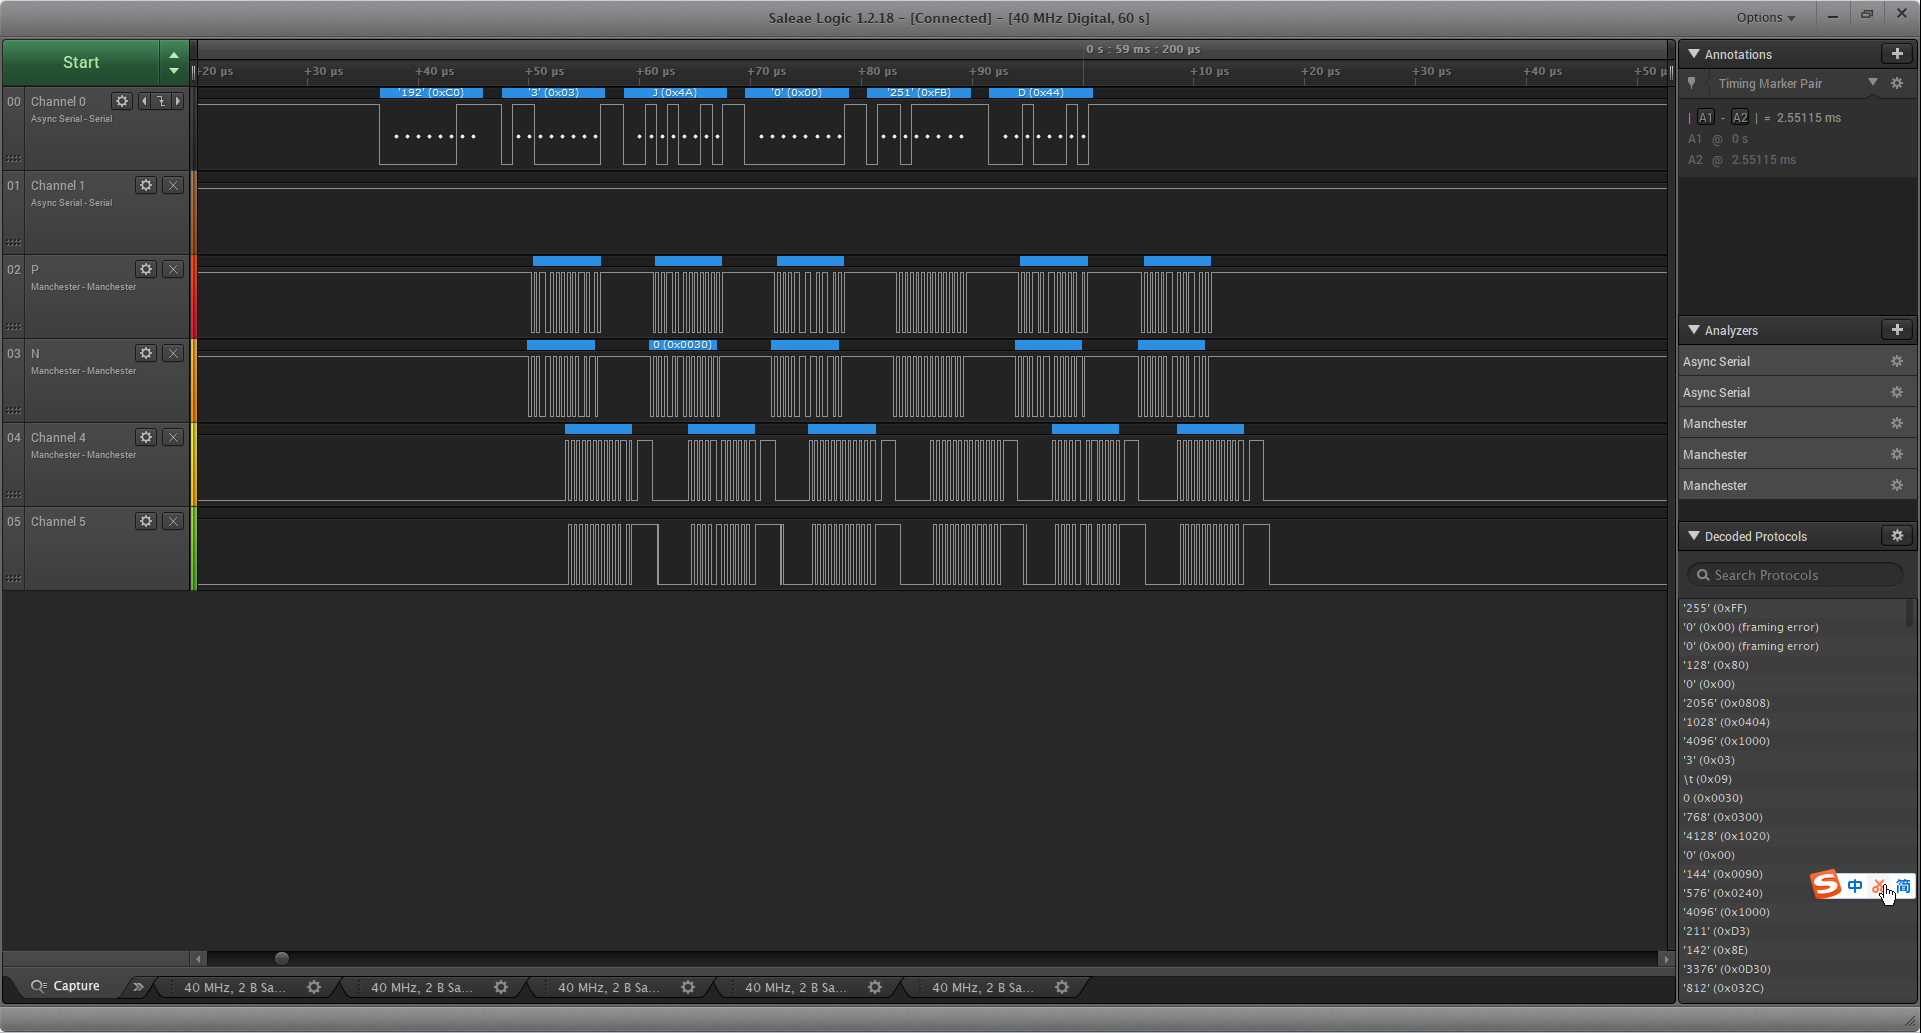 Saleae Logic 1.2.18 - [Connected] - [40 MHz Digital, 60 s]
Options
Start
0 s : 59 ms : 200 µs
+20 µs +30 µs +40 µs +50 µs +60 µs +70 µs +80 µs +90 µs +10 µs +20 µs +30 µs +40 µs +50 µ
00 Channel 0
Async Serial - Serial
'192' (0xC0) '3' (0x03) J (0x4A) '0' (0x00) '251' (0xFB) D (0x44)
01 Channel 1
Async Serial - Serial
02 P
Manchester - Manchester
03 N
Manchester - Manchester
0 (0x0030)
04 Channel 4
Manchester - Manchester
05 Channel 5
Capture
40 MHz, 2 B Sa...
40 MHz, 2 B Sa...
40 MHz, 2 B Sa...
40 MHz, 2 B Sa...
40 MHz, 2 B Sa...
Annotations
Timing Marker Pair
| A1 - A2 | = 2.55115 ms
A1 @ 0 s
A2 @ 2.55115 ms
Analyzers
Async Serial
Async Serial
Manchester
Manchester
Manchester
Decoded Protocols
Search Protocols
'255' (0xFF)
'0' (0x00) (framing error)
'0' (0x00) (framing error)
'128' (0x80)
'0' (0x00)
'2056' (0x0808)
'1028' (0x0404)
'4096' (0x1000)
'3' (0x03)
\t (0x09)
0 (0x0030)
'768' (0x0300)
'4128' (0x1020)
'0' (0x00)
'144' (0x0090)
'576' (0x0240)
'4096' (0x1000)
'211' (0xD3)
'142' (0x8E)
'3376' (0x0D30)
'812' (0x032C)
S 中 简